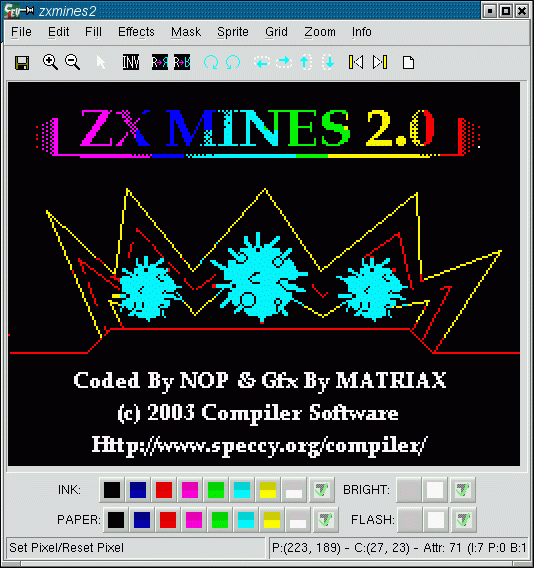 zxmines2
File Edit Fill Effects Mask Sprite Grid Zoom Info
INV R R R R
ZX MINES 2.0
Coded By NOP & Gfx By MATRIAX
(c) 2003 Compiler Software
Http://www.speccy.org/compiler/
INK: BRIGHT:
PAPER: FLASH:
Set Pixel/Reset Pixel P:(223, 189) - C:(27, 23) - Attr: 71 (I:7 P:0 B:1